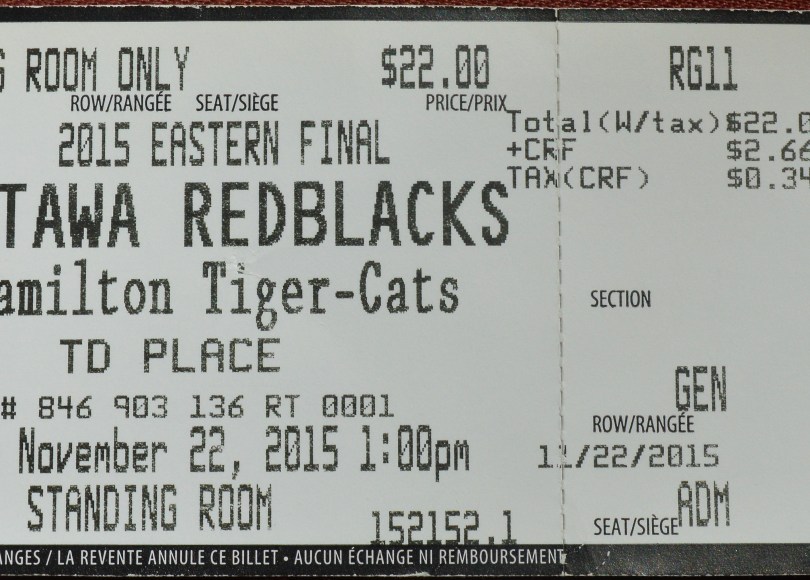 G ROOM ONLY $22.00 RG11
ROW/RANGÉE SEAT/SIÈGE PRICE/PRIX
Total(W/tax) $22.0
2015 EASTERN FINAL +CRF $2.66
TAX(CRF) $0.34
TAWA REDBLACKS
amilton Tiger-Cats
SECTION
TD PLACE
GEN
# 846 903 136 RT 0001
ROW/RANGÉE
November 22, 2015 1:00pm 11/22/2015
STANDING ROOM ADM
152152.1 SEAT/SIÈGE
ANGES / LA REVENTE ANNULE CE BILLET • AUCUN ÉCHANGE NI REMBOURSEMENT